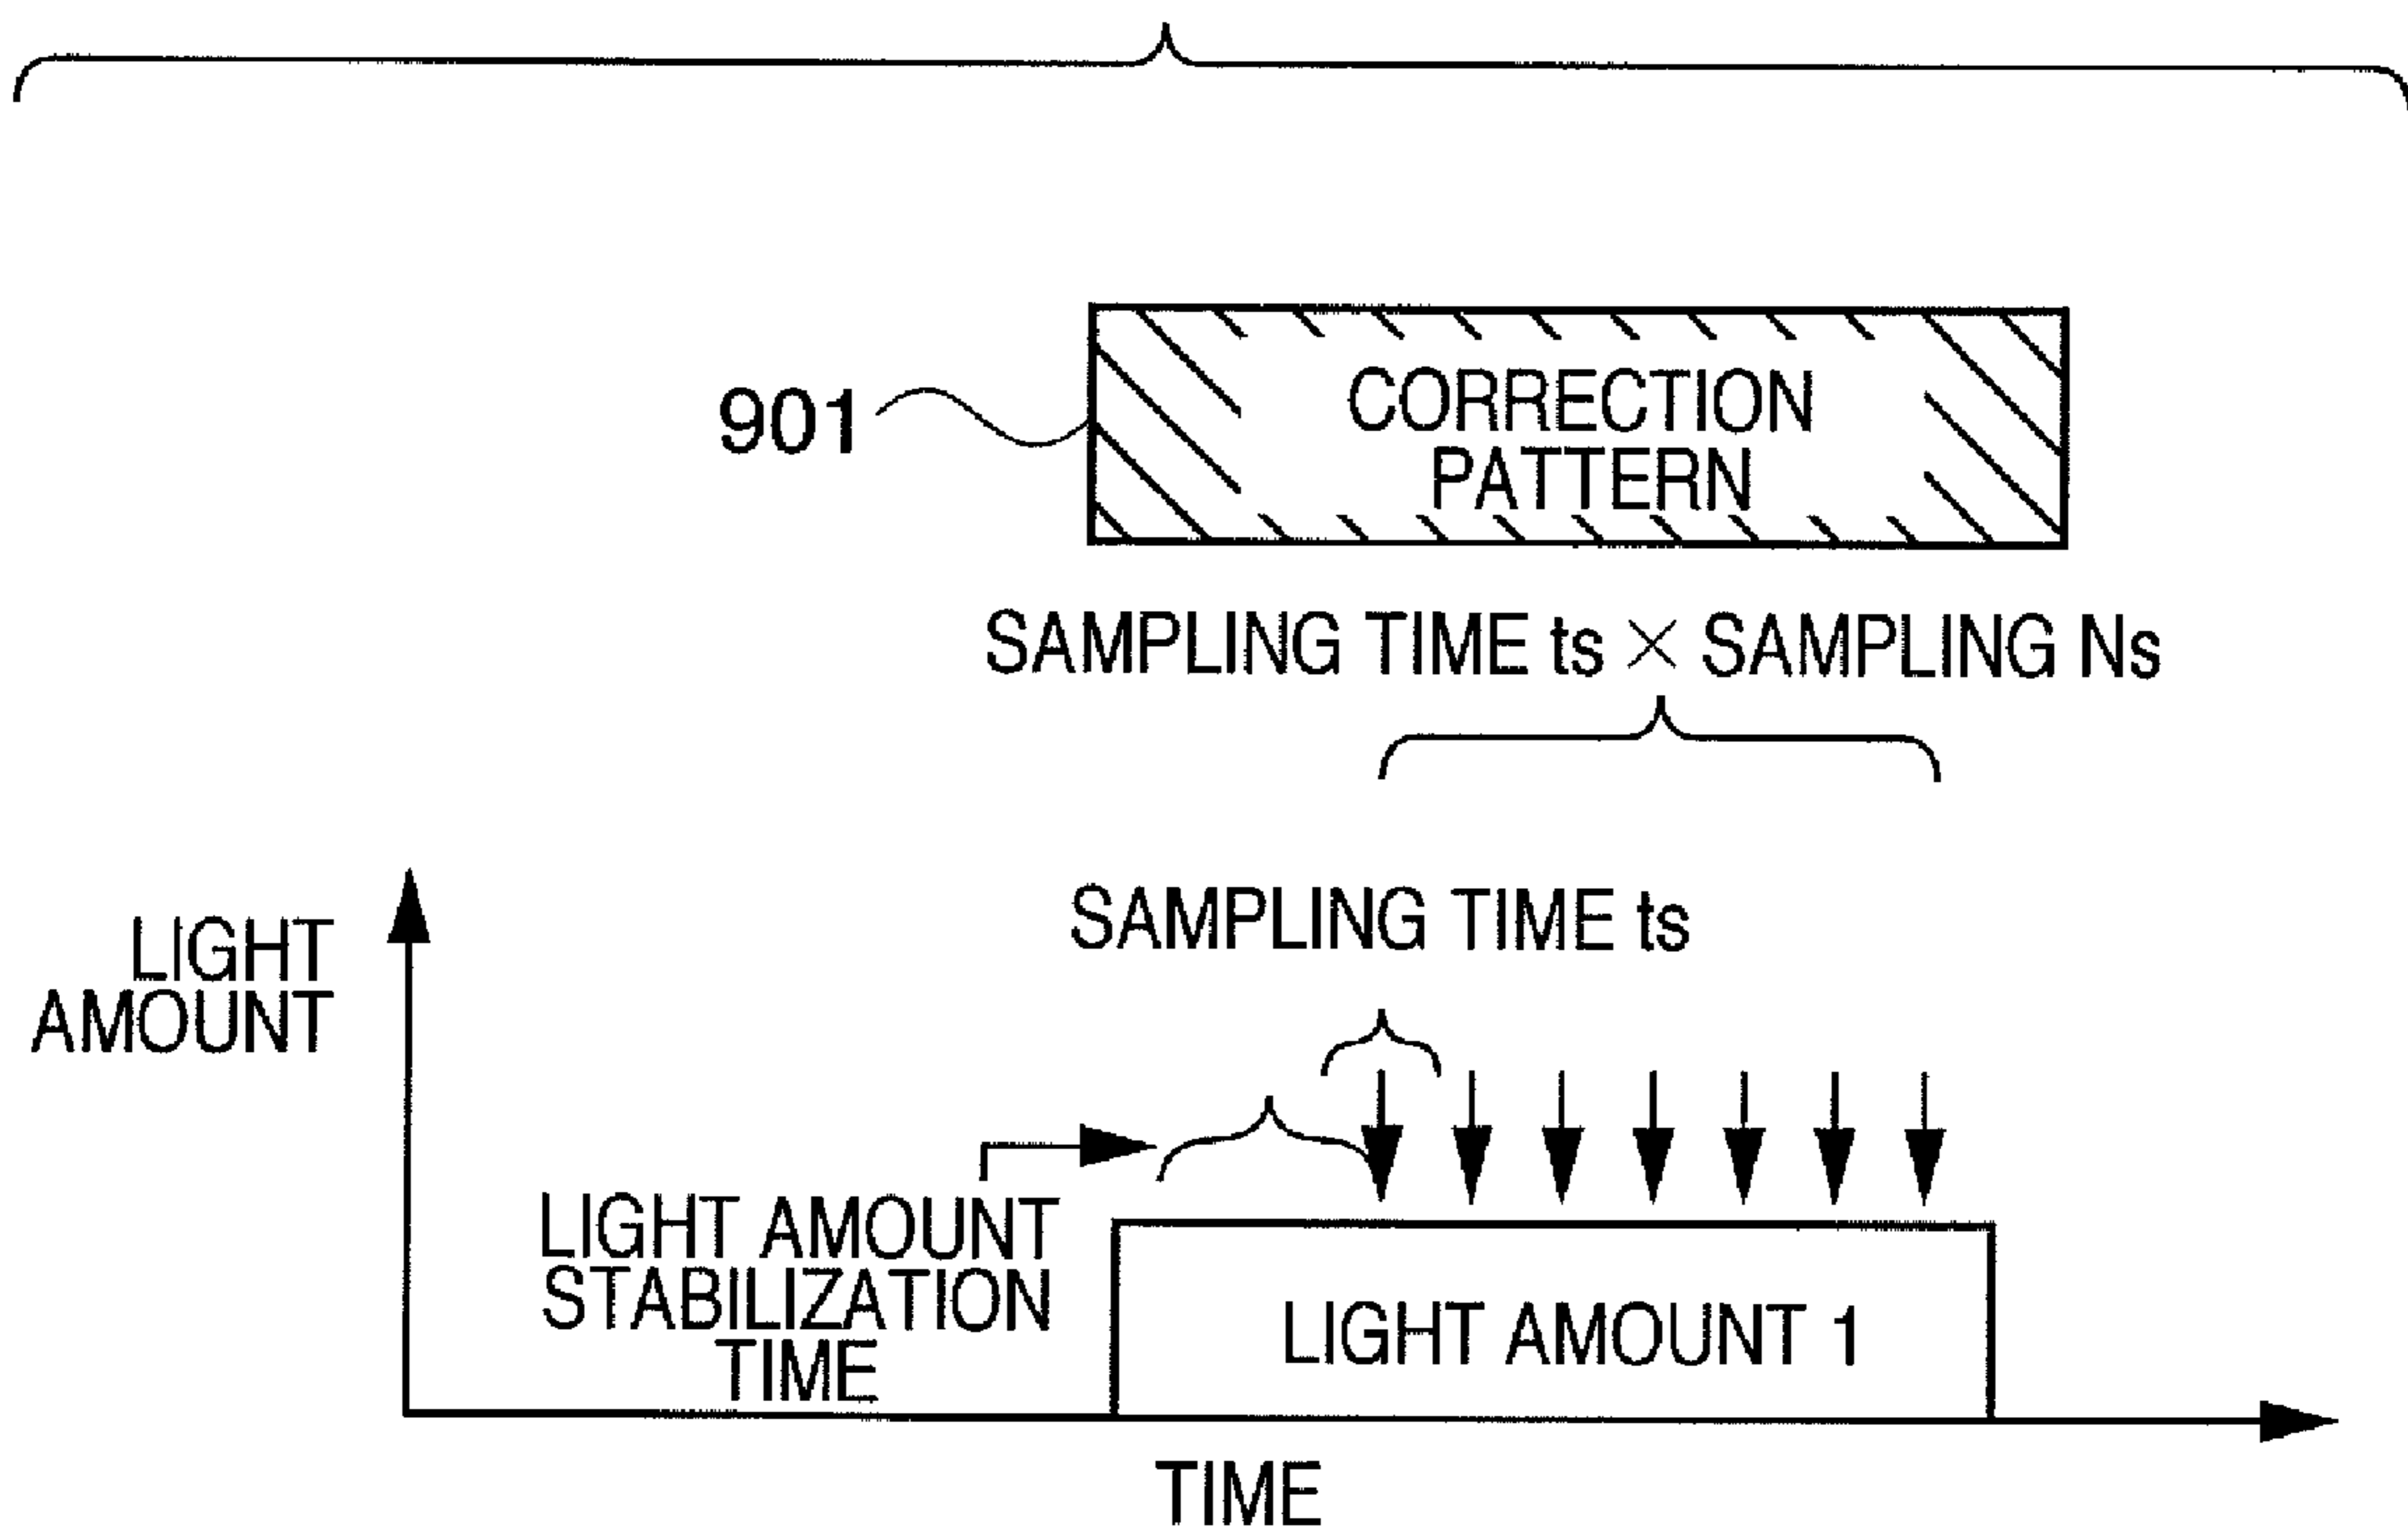 901
CORRECTION
PATTERN
SAMPLING TIME ts × SAMPLING Ns
SAMPLING TIME ts
LIGHT
AMOUNT
LIGHT AMOUNT
STABILIZATION
TIME
LIGHT AMOUNT 1
TIME